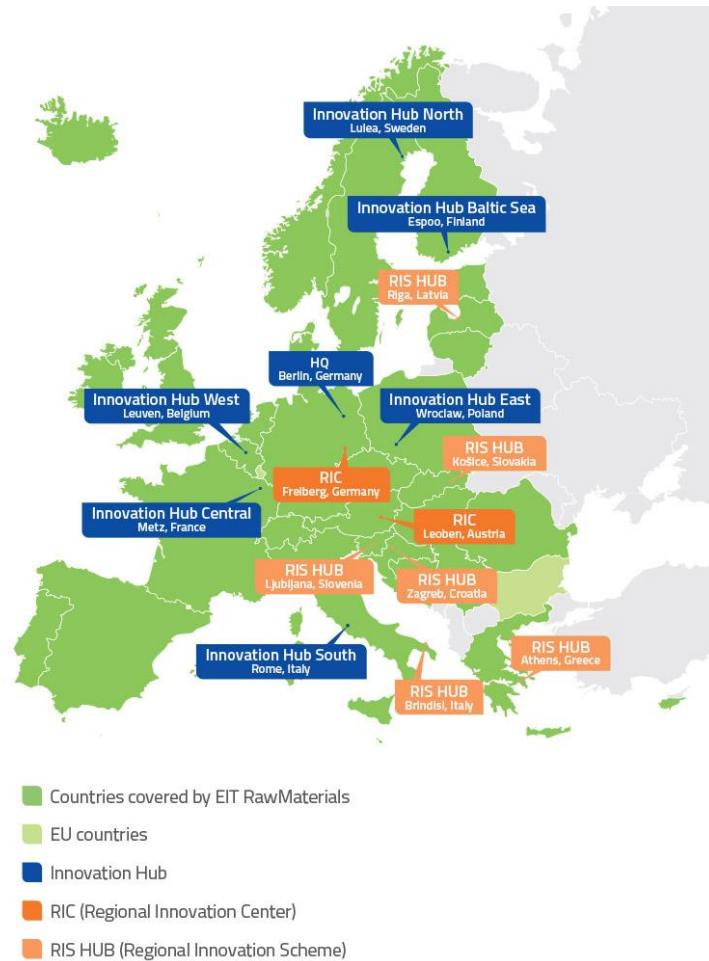 Innovation Hub North
Lulea, Sweden
Innovation Hub Baltic Sea
Espoo, Finland
RIS HUB
Riga, Latvia
HQ
Berlin, Germany
Innovation Hub West
Leuven, Belgium
Innovation Hub East
Wroclaw, Poland
RIS HUB
Košice, Slovakia
RIC
Freiberg, Germany
Innovation Hub Central
Metz, France
RIC
Leoben, Austria
RIS HUB
Ljubljana, Slovenia
RIS HUB
Zagreb, Croatia
Innovation Hub South
Rome, Italy
RIS HUB
Athens, Greece
RIS HUB
Brindisi, Italy
Countries covered by EIT RawMaterials
EU countries
Innovation Hub
RIC (Regional Innovation Center)
RIS HUB (Regional Innovation Scheme)